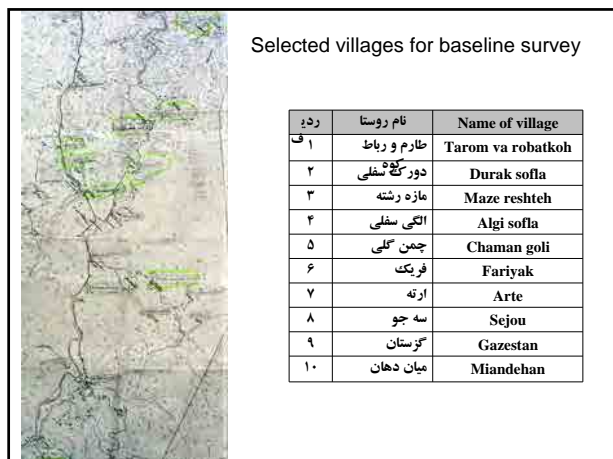 Selected villages for baseline survey
ردیف نام روستا Name of village
۱ طارم و رباط کوه Tarom va robatkoh
۲ دورک سفلی Durak sofla
۳ مازه رشته Maze reshteh
۴ الگی سفلی Algi sofla
۵ چمن گلی Chaman goli
۶ فریک Fariyak
۷ ارته Arte
۸ سه جو Sejou
۹ گزستان Gazestan
۱۰ میان دهان Miandehan